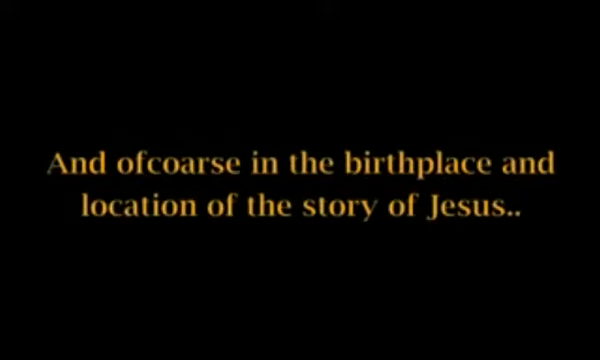 And ofcoarse in the birthplace and
location of the story of Jesus..